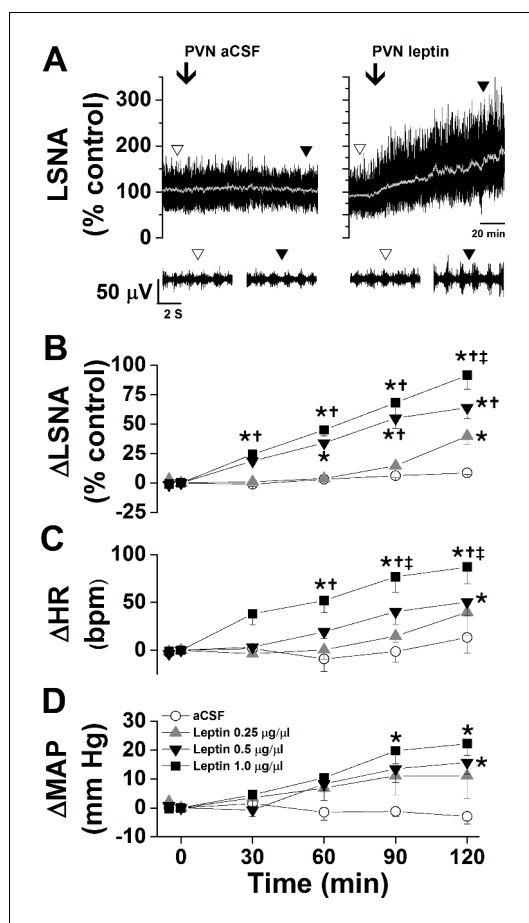 A
PVN aCSF
PVN leptin
LSNA
(% control)
300
200
150
100
50
0
20 min
50 μV
2 S
B
ΔLSNA
(% control)
100
75
50
25
0
-25
*†
*†
*
*†
*†
*†‡
*†
*
C
ΔHR
(bpm)
100
50
0
*†
*†‡
*†‡
*
D
ΔMAP
(mm Hg)
30
20
10
0
-10
aCSF
Leptin 0.25 μg/μl
Leptin 0.5 μg/μl
Leptin 1.0 μg/μl
*
*
*
0
30
60
90
120
Time (min)